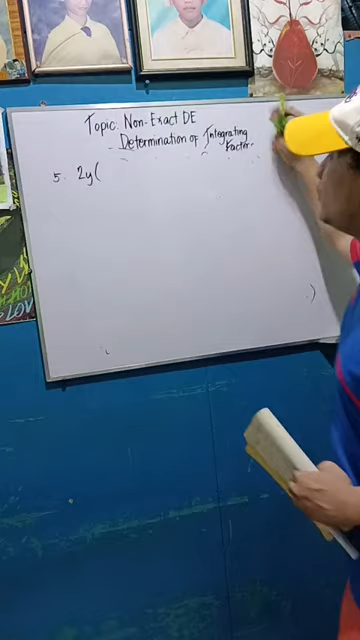 Topic: Non-Exact DE
- Determination of Integrating
Factor-
5. 2y(